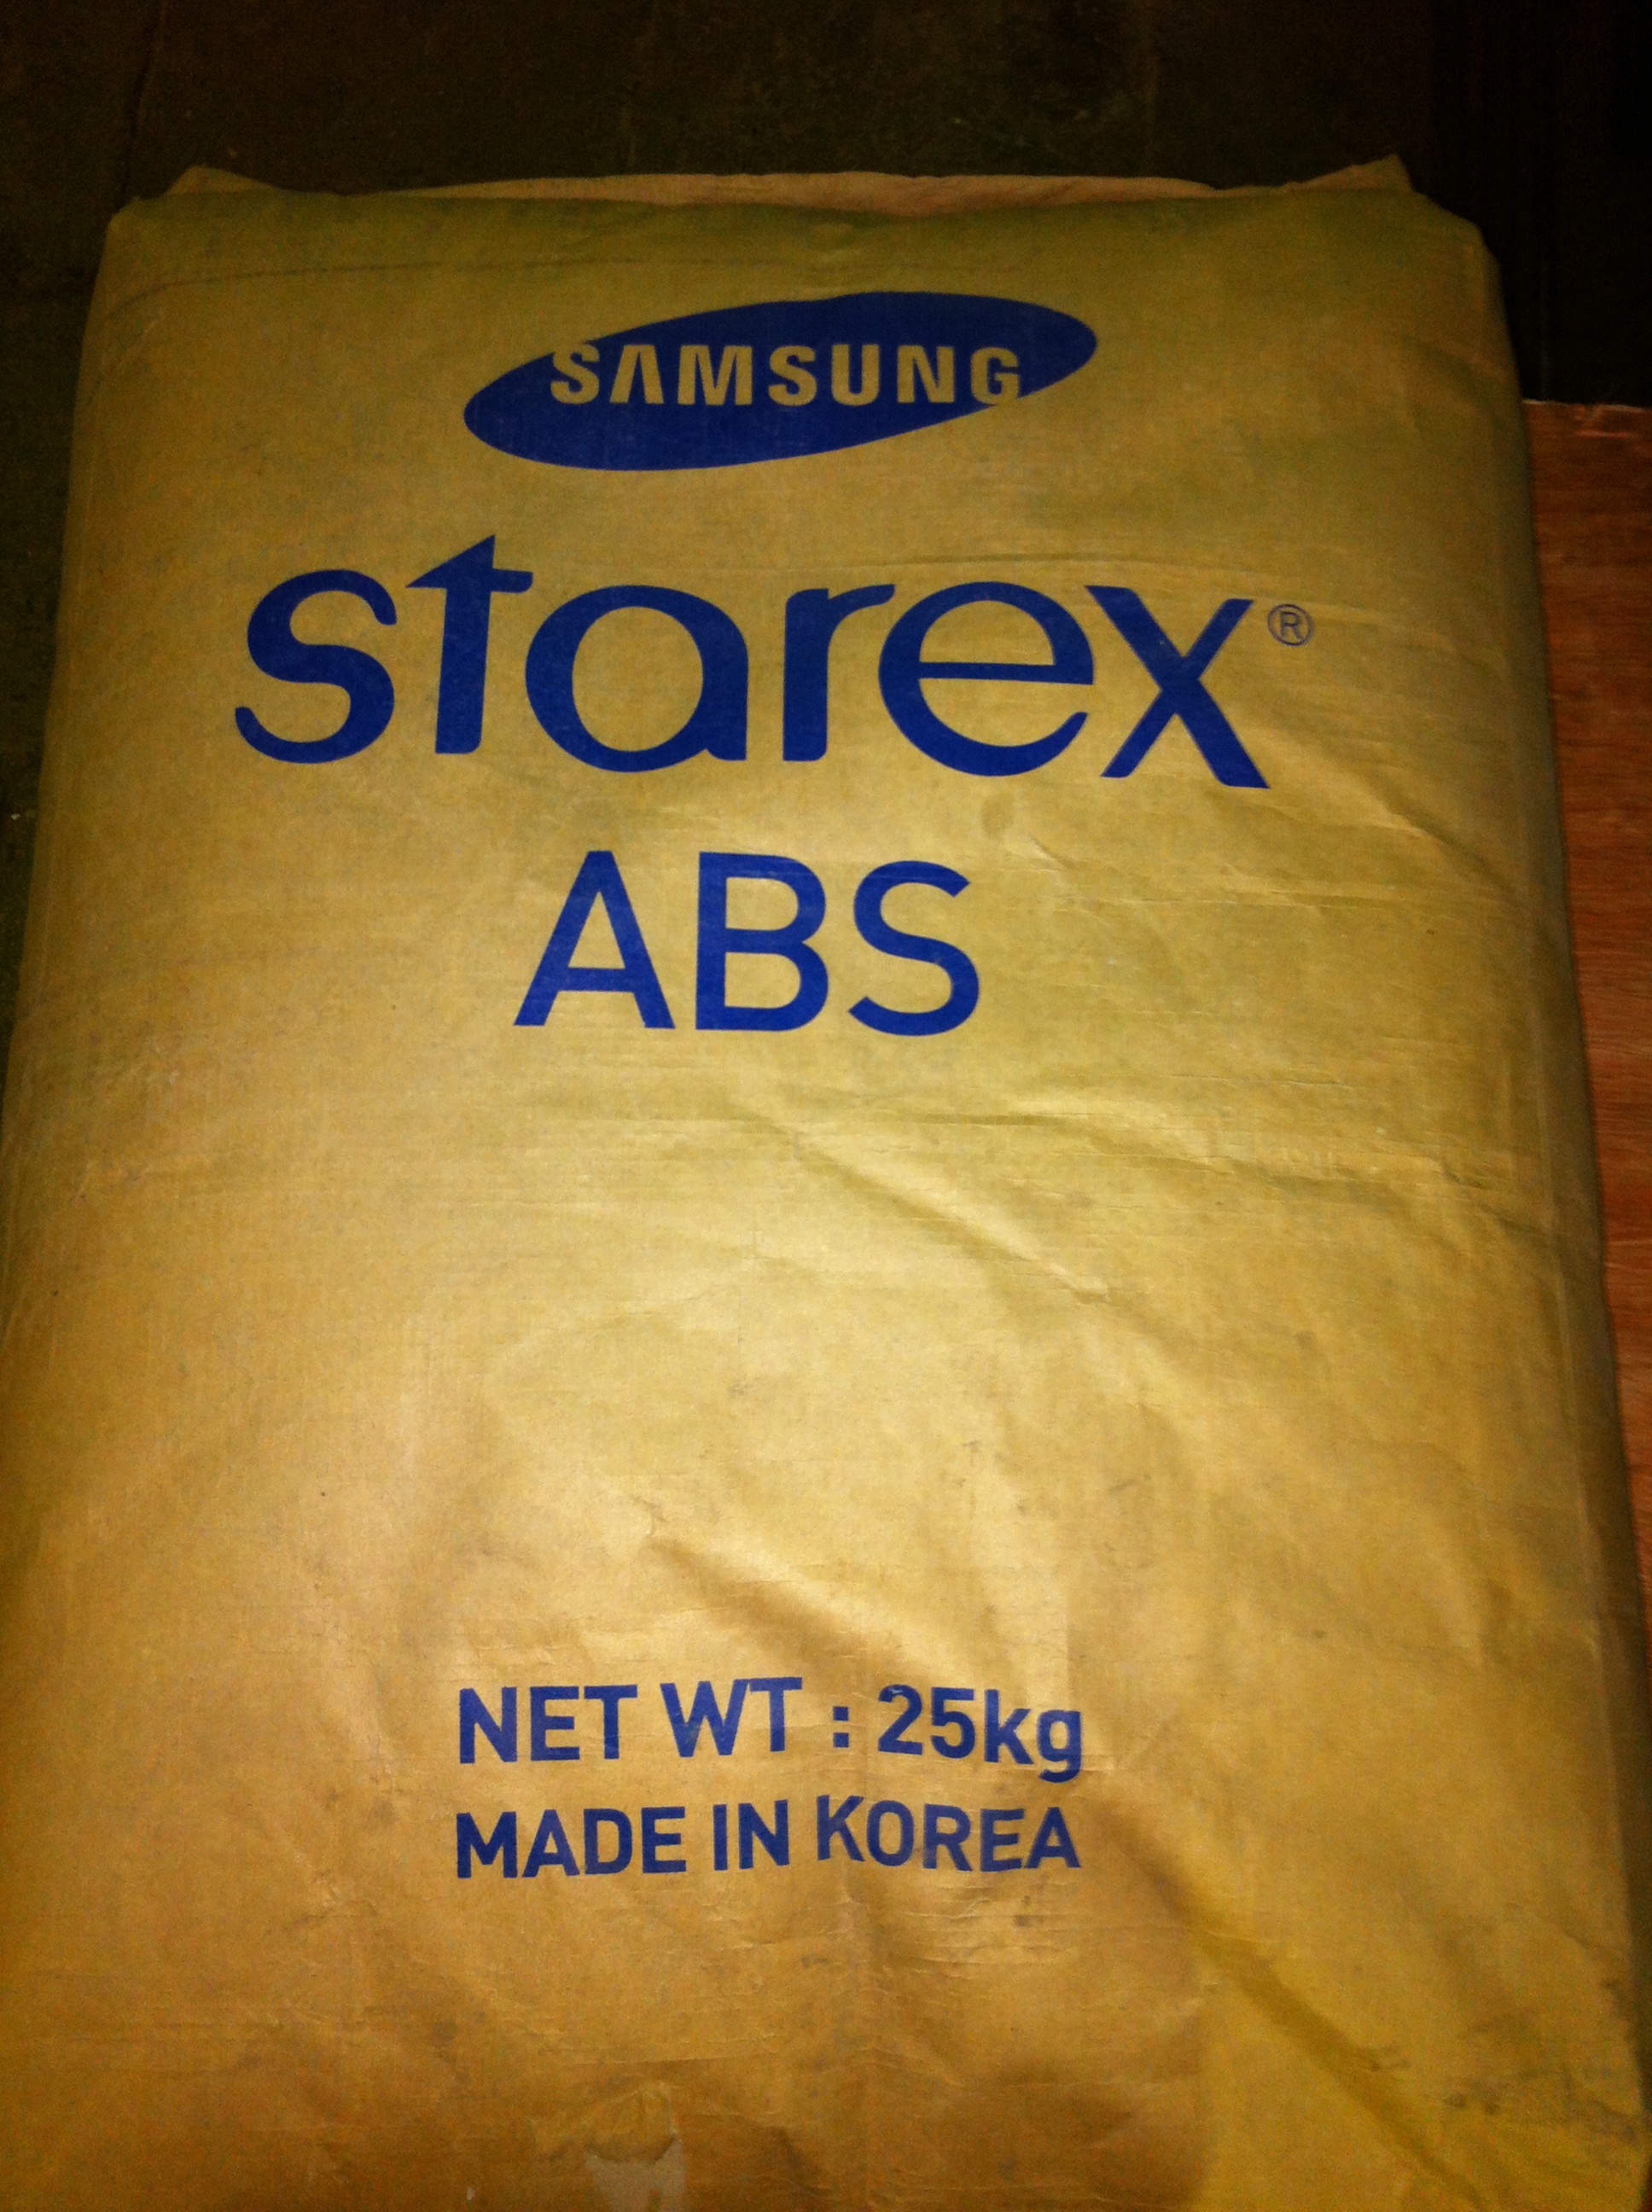 SAMSUNG
starex®
ABS
NET WT : 25kg
MADE IN KOREA